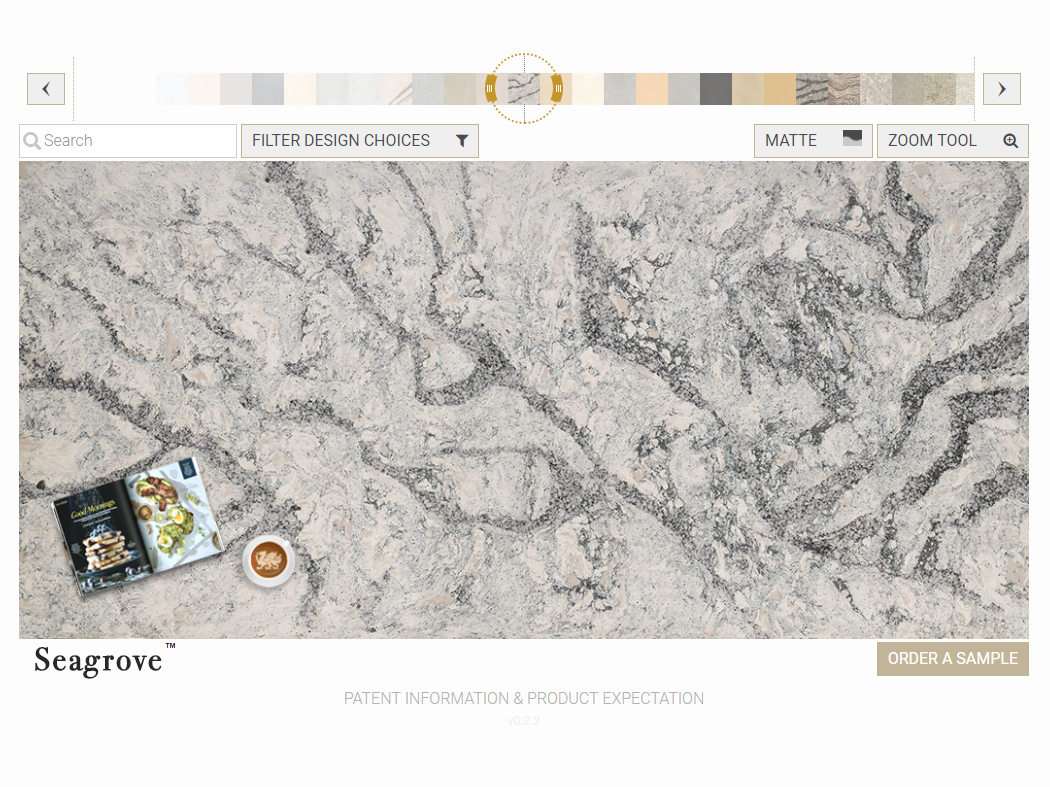 Search
FILTER DESIGN CHOICES
MATTE
ZOOM TOOL
Good Mornings
Seagrove™
ORDER A SAMPLE
PATENT INFORMATION & PRODUCT EXPECTATION
v0.2.2